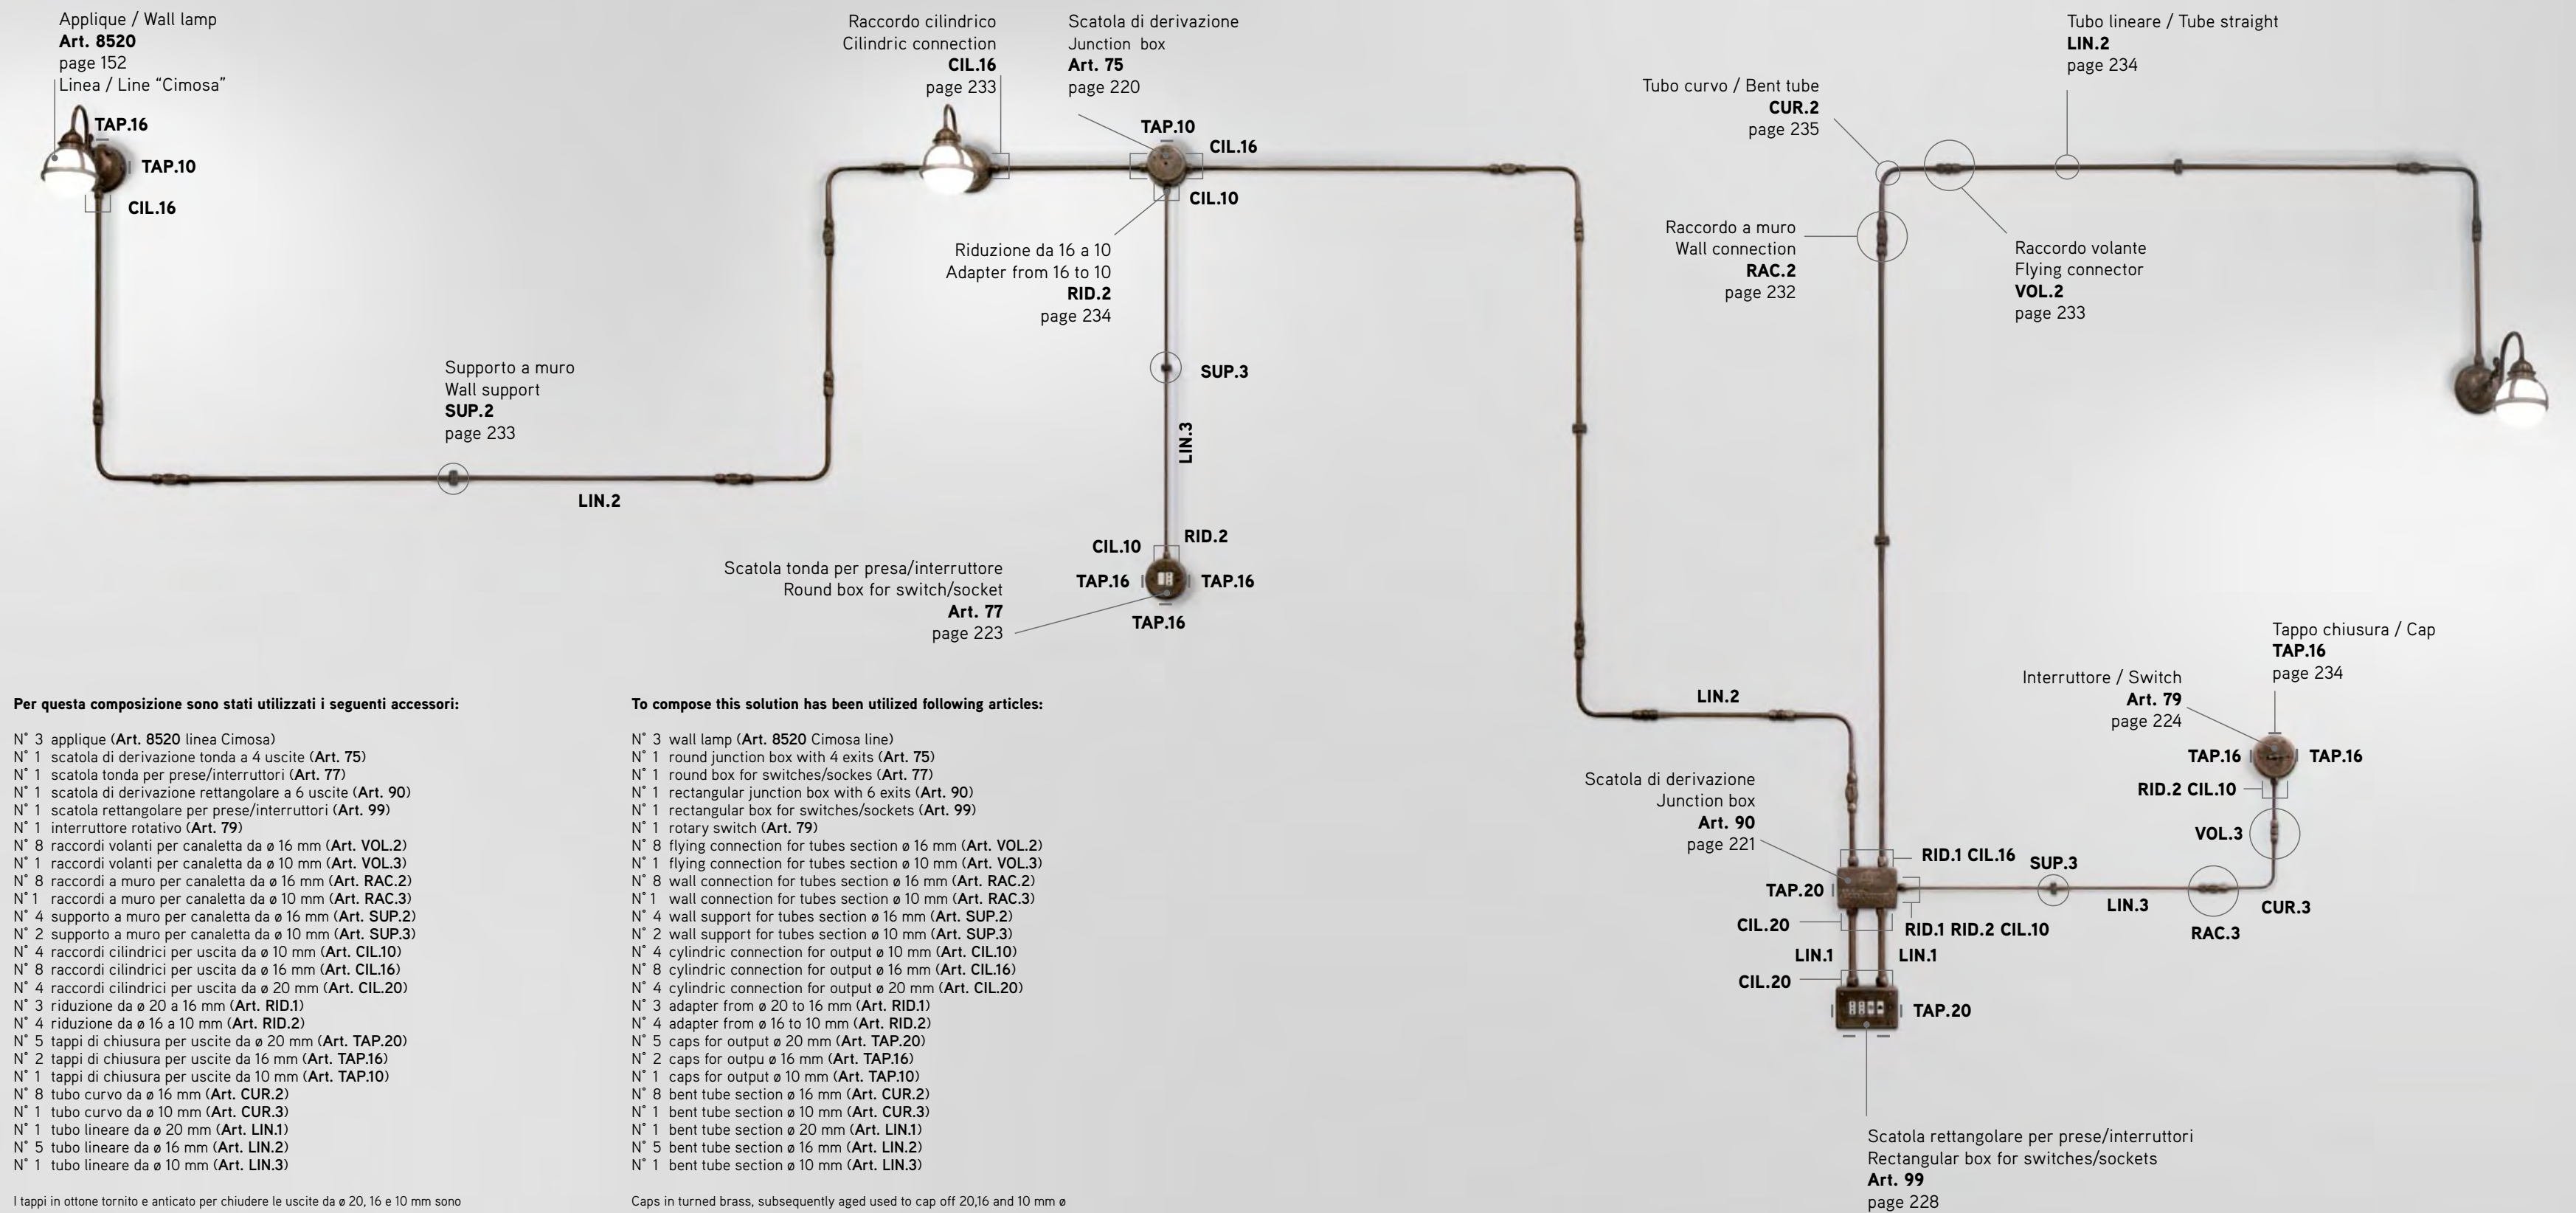 Applique / Wall lamp
Art. 8520
page 152
Linea / Line “Cimosa”
TAP.16
TAP.10
CIL.16
Raccordo cilindrico
Cilindric connection
CIL.16
page 233
Scatola di derivazione
Junction box
Art. 75
page 220
TAP.10
CIL.16
CIL.10
Riduzione da 16 a 10
Adapter from 16 to 10
RID.2
page 234
Tubo curvo / Bent tube
CUR.2
page 235
Tubo lineare / Tube straight
LIN.2
page 234
Raccordo a muro
Wall connection
RAC.2
page 232
Raccordo volante
Flying connector
VOL.2
page 233
Supporto a muro
Wall support
SUP.2
page 233
LIN.2
SUP.3
LIN.3
CIL.10
RID.2
TAP.16
TAP.16
TAP.16
Scatola tonda per presa/interruttore
Round box for switch/socket
Art. 77
page 223
LIN.2
Tappo chiusura / Cap
TAP.16
page 234
Interruttore / Switch
Art. 79
page 224
TAP.16
TAP.16
RID.2 CIL.10
VOL.3
Scatola di derivazione
Junction box
Art. 90
page 221
RID.1 CIL.16
SUP.3
TAP.20
LIN.3
CUR.3
RAC.3
CIL.20
RID.1 RID.2 CIL.10
LIN.1
LIN.1
CIL.20
TAP.20
Scatola rettangolare per prese/interruttori
Rectangular box for switches/sockets
Art. 99
page 228
Per questa composizione sono stati utilizzati i seguenti accessori:
N° 3 applique (Art. 8520 linea Cimosa)
N° 1 scatola di derivazione tonda a 4 uscite (Art. 75)
N° 1 scatola tonda per prese/interruttori (Art. 77)
N° 1 scatola di derivazione rettangolare a 6 uscite (Art. 90)
N° 1 scatola rettangolare per prese/interruttori (Art. 99)
N° 1 interruttore rotativo (Art. 79)
N° 8 raccordi volanti per canaletta da ø 16 mm (Art. VOL.2)
N° 1 raccordi volanti per canaletta da ø 10 mm (Art. VOL.3)
N° 8 raccordi a muro per canaletta da ø 16 mm (Art. RAC.2)
N°1 raccordi a muro per canaletta da ø 10 mm (Art. RAC.3)
N° 4 supporto a muro per canaletta da ø 16 mm (Art. SUP.2)
N° 2 supporto a muro per canaletta da ø 10 mm (Art. SUP.3)
N° 4 raccordi cilindrici per uscita da ø 10 mm (Art. CIL.10)
N° 8 raccordi cilindrici per uscita da ø 16 mm (Art. CIL.16)
N° 4 raccordi cilindrici per uscita da ø 20 mm (Art. CIL.20)
N° 3 riduzione da ø 20 a 16 mm (Art. RID.1)
N° 4 riduzione da ø 16 a 10 mm (Art. RID.2)
N° 5 tappi di chiusura per uscite da ø 20 mm (Art. TAP.20)
N° 2 tappi di chiusura per uscite da 16 mm (Art. TAP.16)
N° 1 tappi di chiusura per uscite da 10 mm (Art. TAP.10)
N° 8 tubo curvo da ø 16 mm (Art. CUR.2)
N° 1 tubo curvo da ø 10 mm (Art. CUR.3)
N° 1 tubo lineare da ø 20 mm (Art. LIN.1)
N° 5 tubo lineare da ø 16 mm (Art. LIN.2)
N° 1 tubo lineare da ø 10 mm (Art. LIN.3)
I tappi in ottone tornito e anticato per chiudere le uscite da ø 20, 16 e 10 mm sono
To compose this solution has been utilized following articles:
N° 3 wall lamp (Art. 8520 Cimosa line)
N° 1 round junction box with 4 exits (Art. 75)
N° 1 round box for switches/sockes (Art. 77)
N° 1 rectangular junction box with 6 exits (Art. 90)
N° 1 rectangular box for switches/sockets (Art. 99)
N° 1 rotary switch (Art. 79)
N° 8 flying connection for tubes section ø 16 mm (Art. VOL.2)
N° 1 flying connection for tubes section ø 10 mm (Art. VOL.3)
N° 8 wall connection for tubes section ø 16 mm (Art. RAC.2)
N°1 wall connection for tubes section ø 10 mm (Art. RAC.3)
N° 4 wall support for tubes section ø 16 mm (Art. SUP.2)
N° 2 wall support for tubes section ø 10 mm (Art. SUP.3)
N° 4 cylindric connection for output ø 10 mm (Art. CIL.10)
N° 8 cylindric connection for output ø 16 mm (Art. CIL.16)
N° 4 cylindric connection for output ø 20 mm (Art. CIL.20)
N° 3 adapter from ø 20 to 16 mm (Art. RID.1)
N° 4 adapter from ø 16 to 10 mm (Art. RID.2)
N° 5 caps for output ø 20 mm (Art. TAP.20)
N° 2 caps for outpu ø 16 mm (Art. TAP.16)
N° 1 caps for output ø 10 mm (Art. TAP.10)
N° 8 bent tube section ø 16 mm (Art. CUR.2)
N° 1 bent tube section ø 10 mm (Art. CUR.3)
N° 1 bent tube section ø 20 mm (Art. LIN.1)
N° 5 bent tube section ø 16 mm (Art. LIN.2)
N° 1 bent tube section ø 10 mm (Art. LIN.3)
Caps in turned brass, subsequently aged used to cap off 20,16 and 10 mm ø